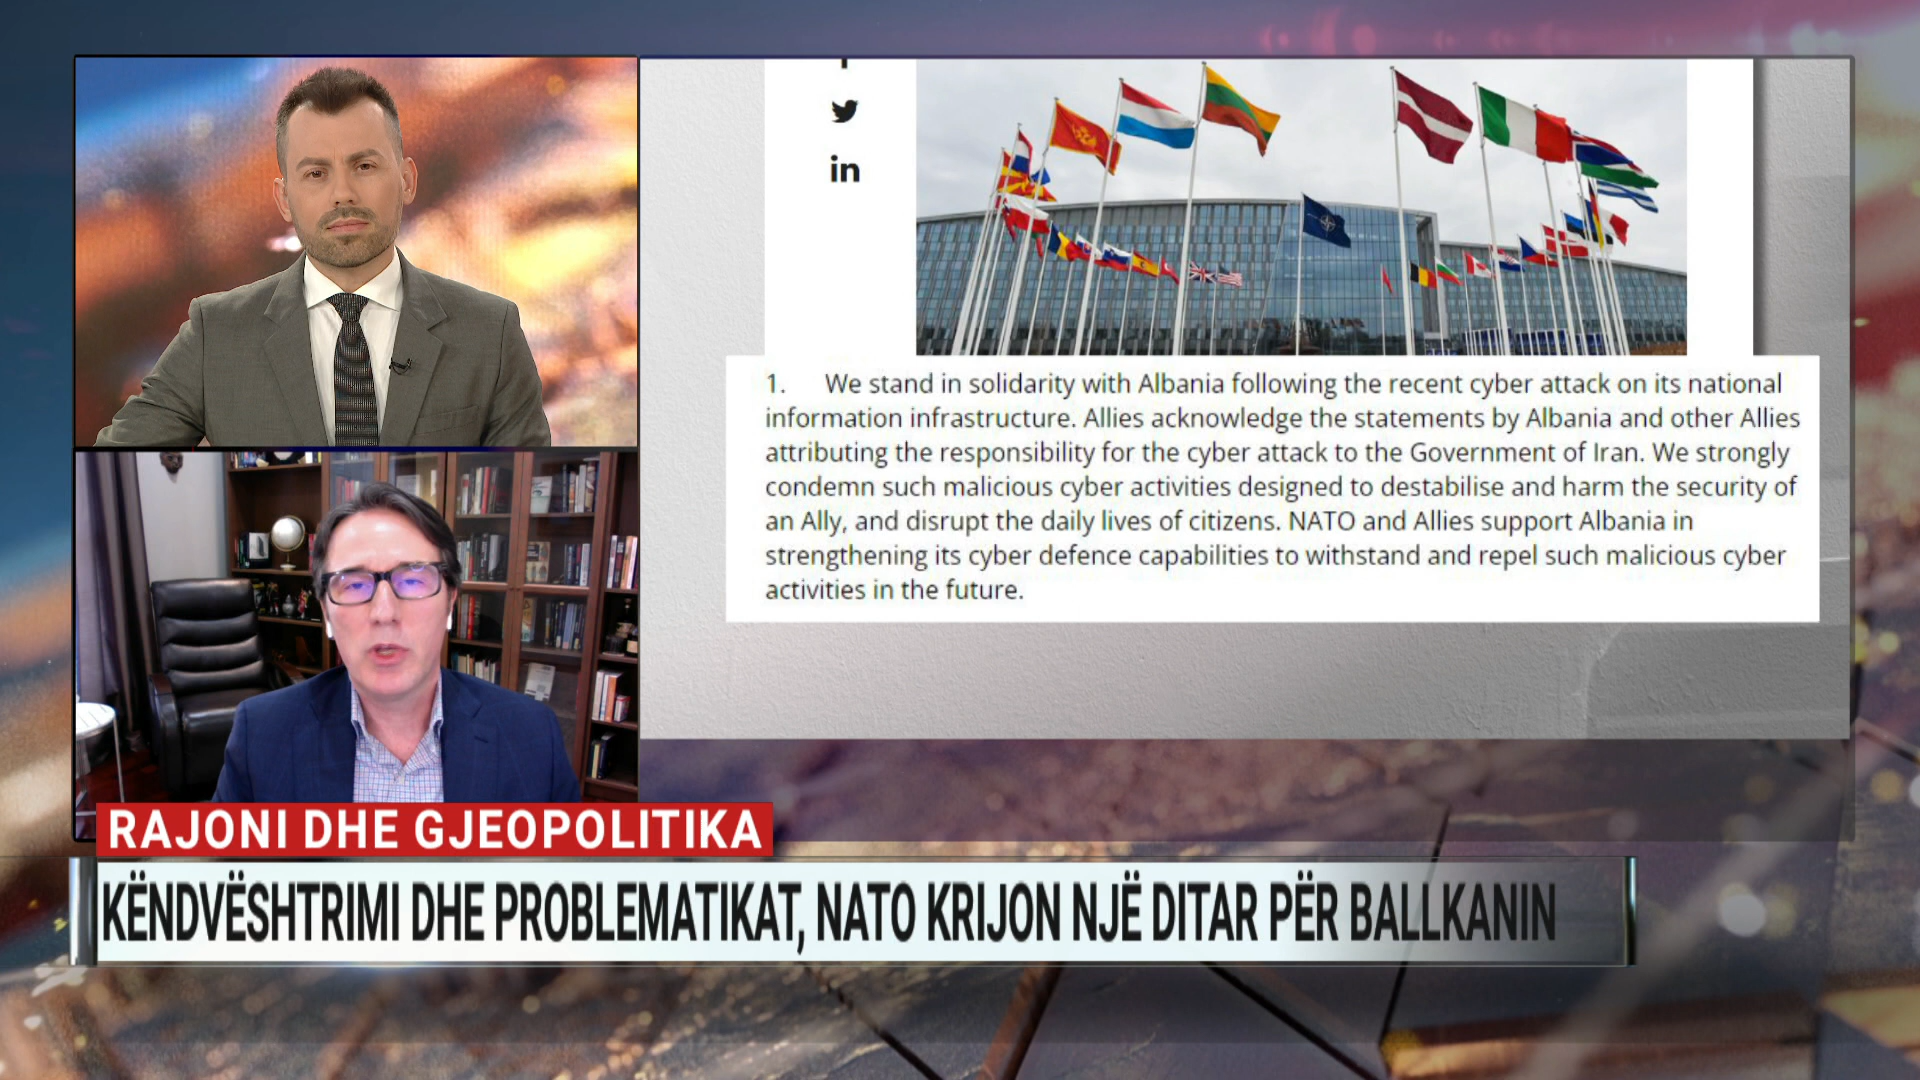 in
1. We stand in solidarity with Albania following the recent cyber attack on its national
information infrastructure. Allies acknowledge the statements by Albania and other Allies
attributing the responsibility for the cyber attack to the Government of Iran. We strongly
condemn such malicious cyber activities designed to destabilise and harm the security of
an Ally, and disrupt the daily lives of citizens. NATO and Allies support Albania in
strengthening its cyber defence capabilities to withstand and repel such malicious cyber
activities in the future.
RAJONI DHE GJEOPOLITIKA
KËNDVËSHTRIMI DHE PROBLEMATIKAT, NATO KRIJON NJË DITAR PËR BALLKANIN